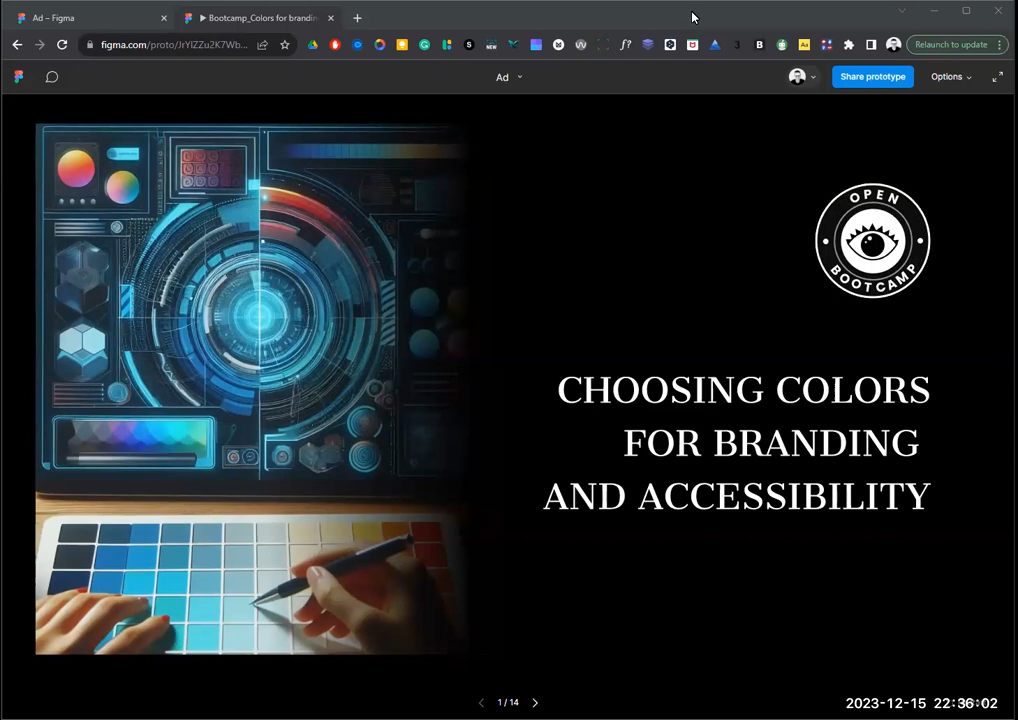 Ad – Figma
Bootcamp_Colors for brandin
figma.com/proto/JrYIZZu2K7Wb...
Relaunch to update
Ad
Share prototype
Options
OPEN
BOOTCAMP
CHOOSING COLORS
FOR BRANDING
AND ACCESSIBILITY
1 / 14
2023-12-15 22:36:02